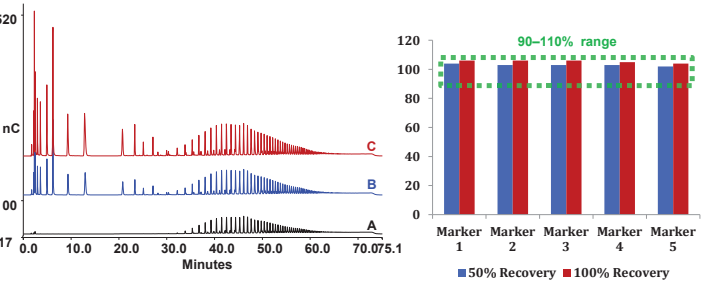 520
nC
00
17
C
B
A
0.0 10.0 20.0 30.0 40.0 50.0 60.0 70.0 75.1
Minutes
90–110% range
120
100
80
60
40
20
0
Marker 1
Marker 2
Marker 3
Marker 4
Marker 5
50% Recovery 100% Recovery